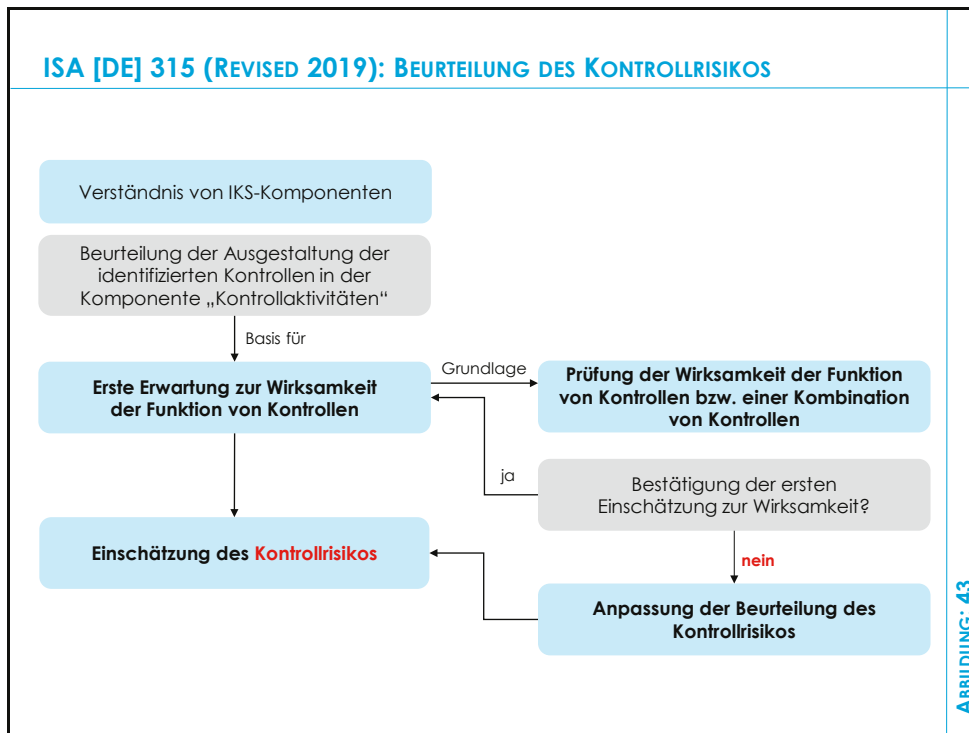 ISA [DE] 315 (REVISED 2019): BEURTEILUNG DES KONTROLLRISIKOS
Verständnis von IKS-Komponenten
Beurteilung der Ausgestaltung der
identifizierten Kontrollen in der
Komponente „Kontrollaktivitäten“
Basis für
Erste Erwartung zur Wirksamkeit
der Funktion von Kontrollen
Grundlage
Prüfung der Wirksamkeit der Funktion
von Kontrollen bzw. einer Kombination
von Kontrollen
ja
Bestätigung der ersten
Einschätzung zur Wirksamkeit?
nein
Einschätzung des Kontrollrisikos
Anpassung der Beurteilung des
Kontrollrisikos
ABBILDUNG: 43